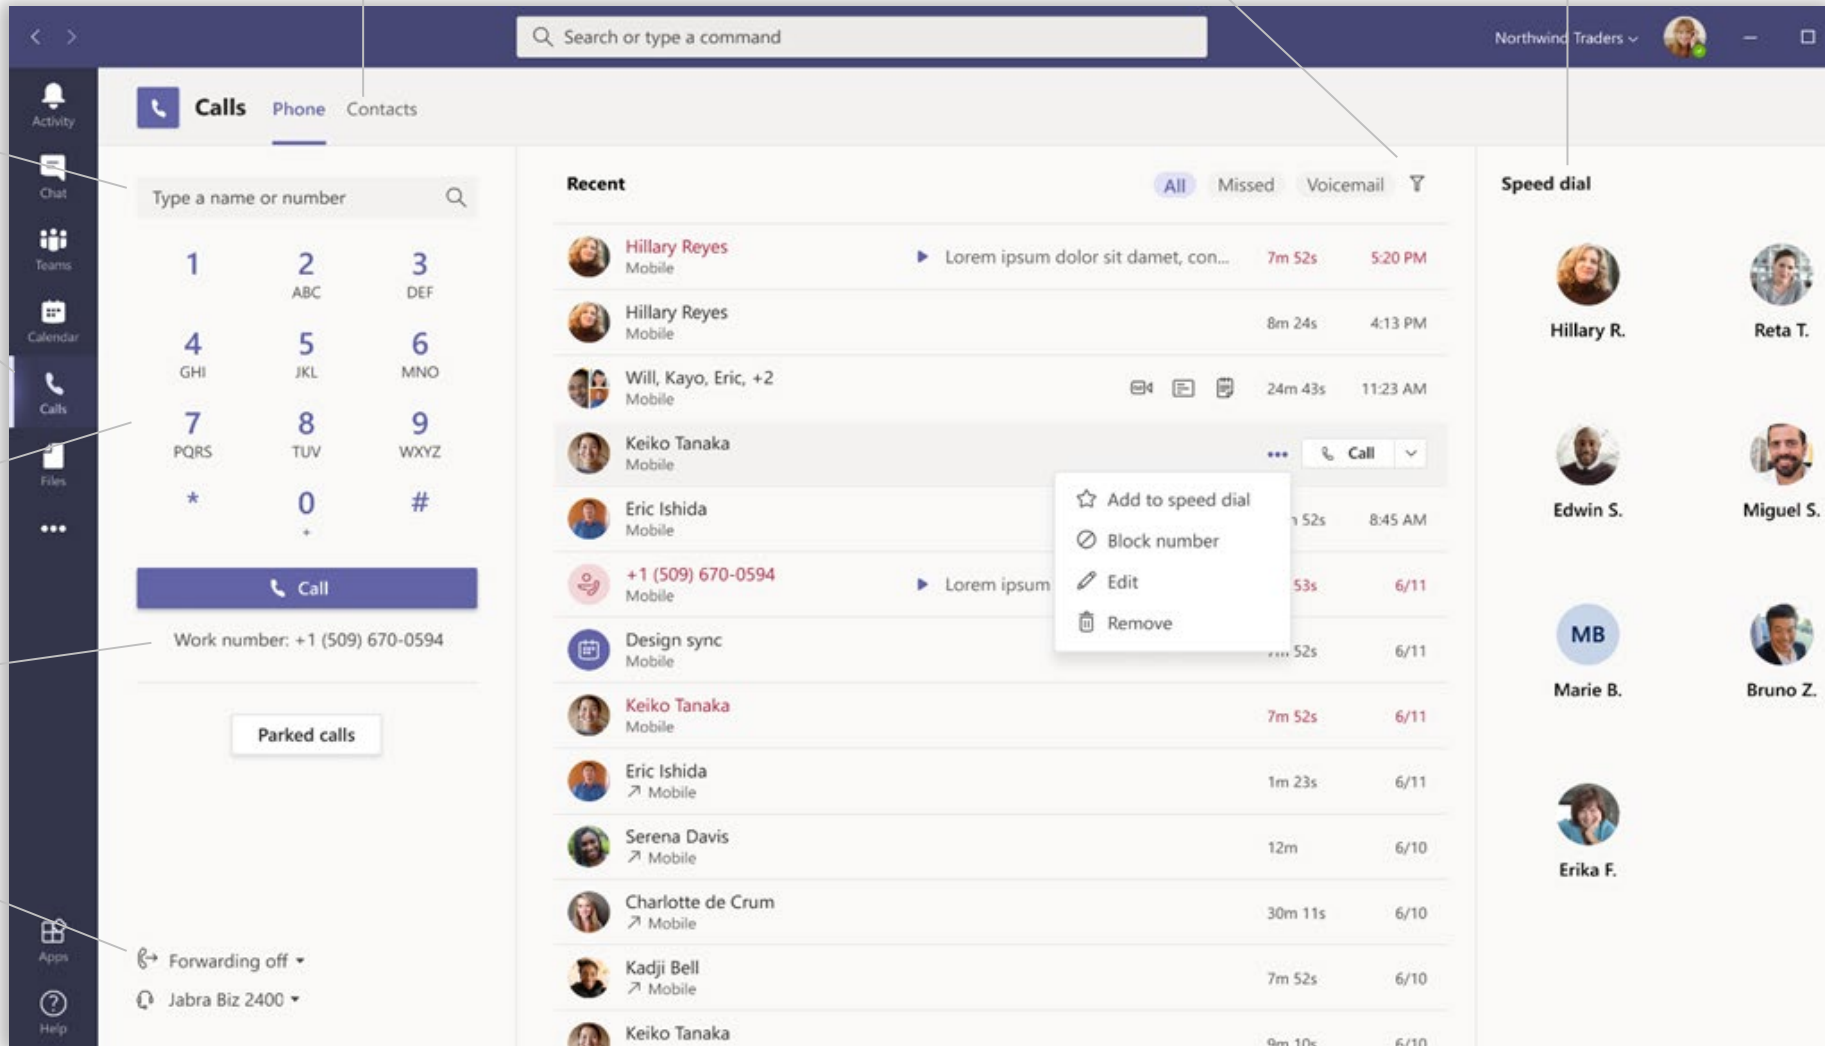 Search or type a command
Northwind Traders
Activity
Chat
Teams
Calendar
Calls
Files
Apps
Help
Calls Phone Contacts
Type a name or number
1 2 3
ABC DEF
4 5 6
GHI JKL MNO
7 8 9
PQRS TUV WXYZ
* 0 #
+
Call
Work number: +1 (509) 670-0594
Parked calls
Forwarding off
Jabra Biz 2400
Recent All Missed Voicemail
Hillary Reyes
Mobile
Lorem ipsum dolor sit damet, con... 7m 52s 5:20 PM
Hillary Reyes
Mobile
8m 24s 4:13 PM
Will, Kayo, Eric, +2
Mobile
24m 43s 11:23 AM
Keiko Tanaka
Mobile
Call
Add to speed dial
Block number
Edit
Remove
Eric Ishida
Mobile
52s 8:45 AM
+1 (509) 670-0594
Mobile
Lorem ipsum 53s 6/11
Design sync
Mobile
52s 6/11
Keiko Tanaka
Mobile
7m 52s 6/11
Eric Ishida
Mobile
1m 23s 6/11
Serena Davis
Mobile
12m 6/10
Charlotte de Crum
Mobile
30m 11s 6/10
Kadji Bell
Mobile
7m 52s 6/10
Keiko Tanaka
9m 10s 6/10
Speed dial
Hillary R. Reta T.
Edwin S. Miguel S.
MB
Marie B. Bruno Z.
Erika F.